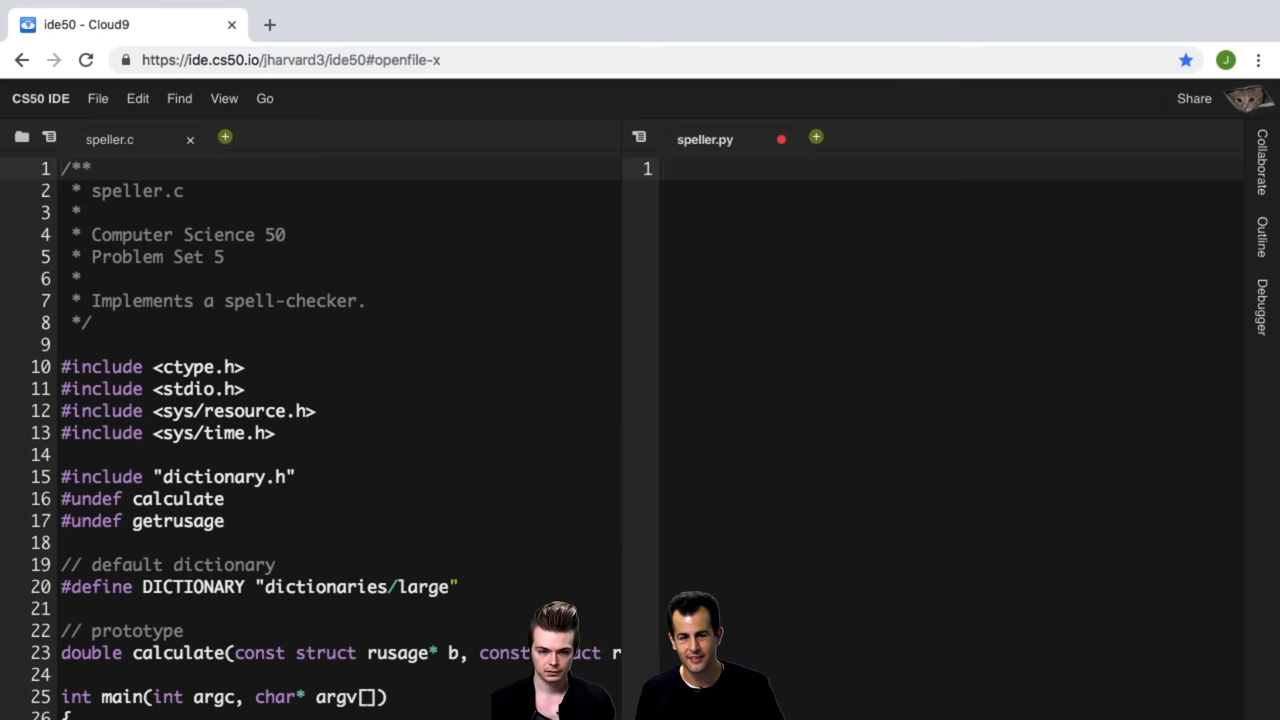 ide50 - Cloud9
https://ide.cs50.io/jharvard3/ide50#openfile-x
J
CS50 IDE File Edit Find View Go
Share
speller.c
1 /**
2  * speller.c
3  *
4  * Computer Science 50
5  * Problem Set 5
6  *
7  * Implements a spell-checker.
8  */
9
10 #include <ctype.h>
11 #include <stdio.h>
12 #include <sys/resource.h>
13 #include <sys/time.h>
14
15 #include "dictionary.h"
16 #undef calculate
17 #undef getrusage
18
19 // default dictionary
20 #define DICTIONARY "dictionaries/large"
21
22 // prototype
23 double calculate(const struct rusage* b, const
24
25 int main(int argc, char* argv[])
26 {
speller.py
1
Collaborate
Outline
Debugger